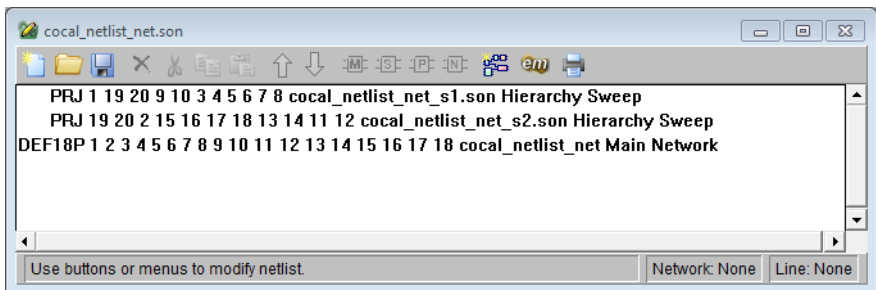 cocal_netlist_net.son
M S P N em
PRJ 1 19 20 9 10 3 4 5 6 7 8 cocal_netlist_net_s1.son Hierarchy Sweep
PRJ 19 20 2 15 16 17 18 13 14 11 12 cocal_netlist_net_s2.son Hierarchy Sweep
DEF18P 1 2 3 4 5 6 7 8 9 10 11 12 13 14 15 16 17 18 cocal_netlist_net Main Network
Use buttons or menus to modify netlist. Network: None Line: None